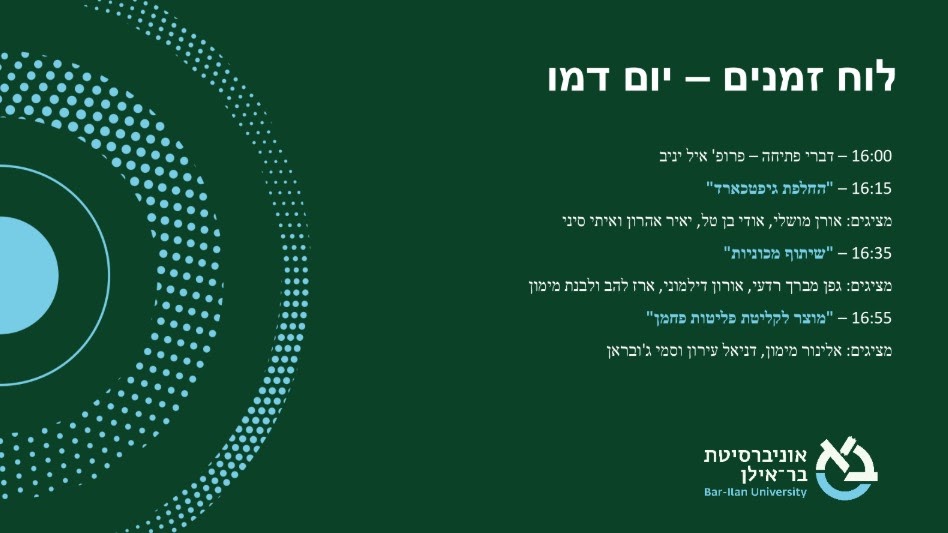 לוח זמנים – יום דמו
16:00 – דברי פתיחה – פרופ' איל יניב
16:15 – "החלפת גיפטכארד"
מציגים: אורן מושלי, אודי בן טל, יאיר אהרון ואיתי סיני
16:35 – "שיתוף מכוניות"
מציגים: גפן מברך רדעי, אורון דילמוני, ארז להב ולבנת מימון
16:55 – "מוצר לקליטת פליטות פחמן"
מציגים: אלינור מימון, דניאל עירון וסמי ג'ובראן
אוניברסיטת
בר־אילן
Bar-Ilan University